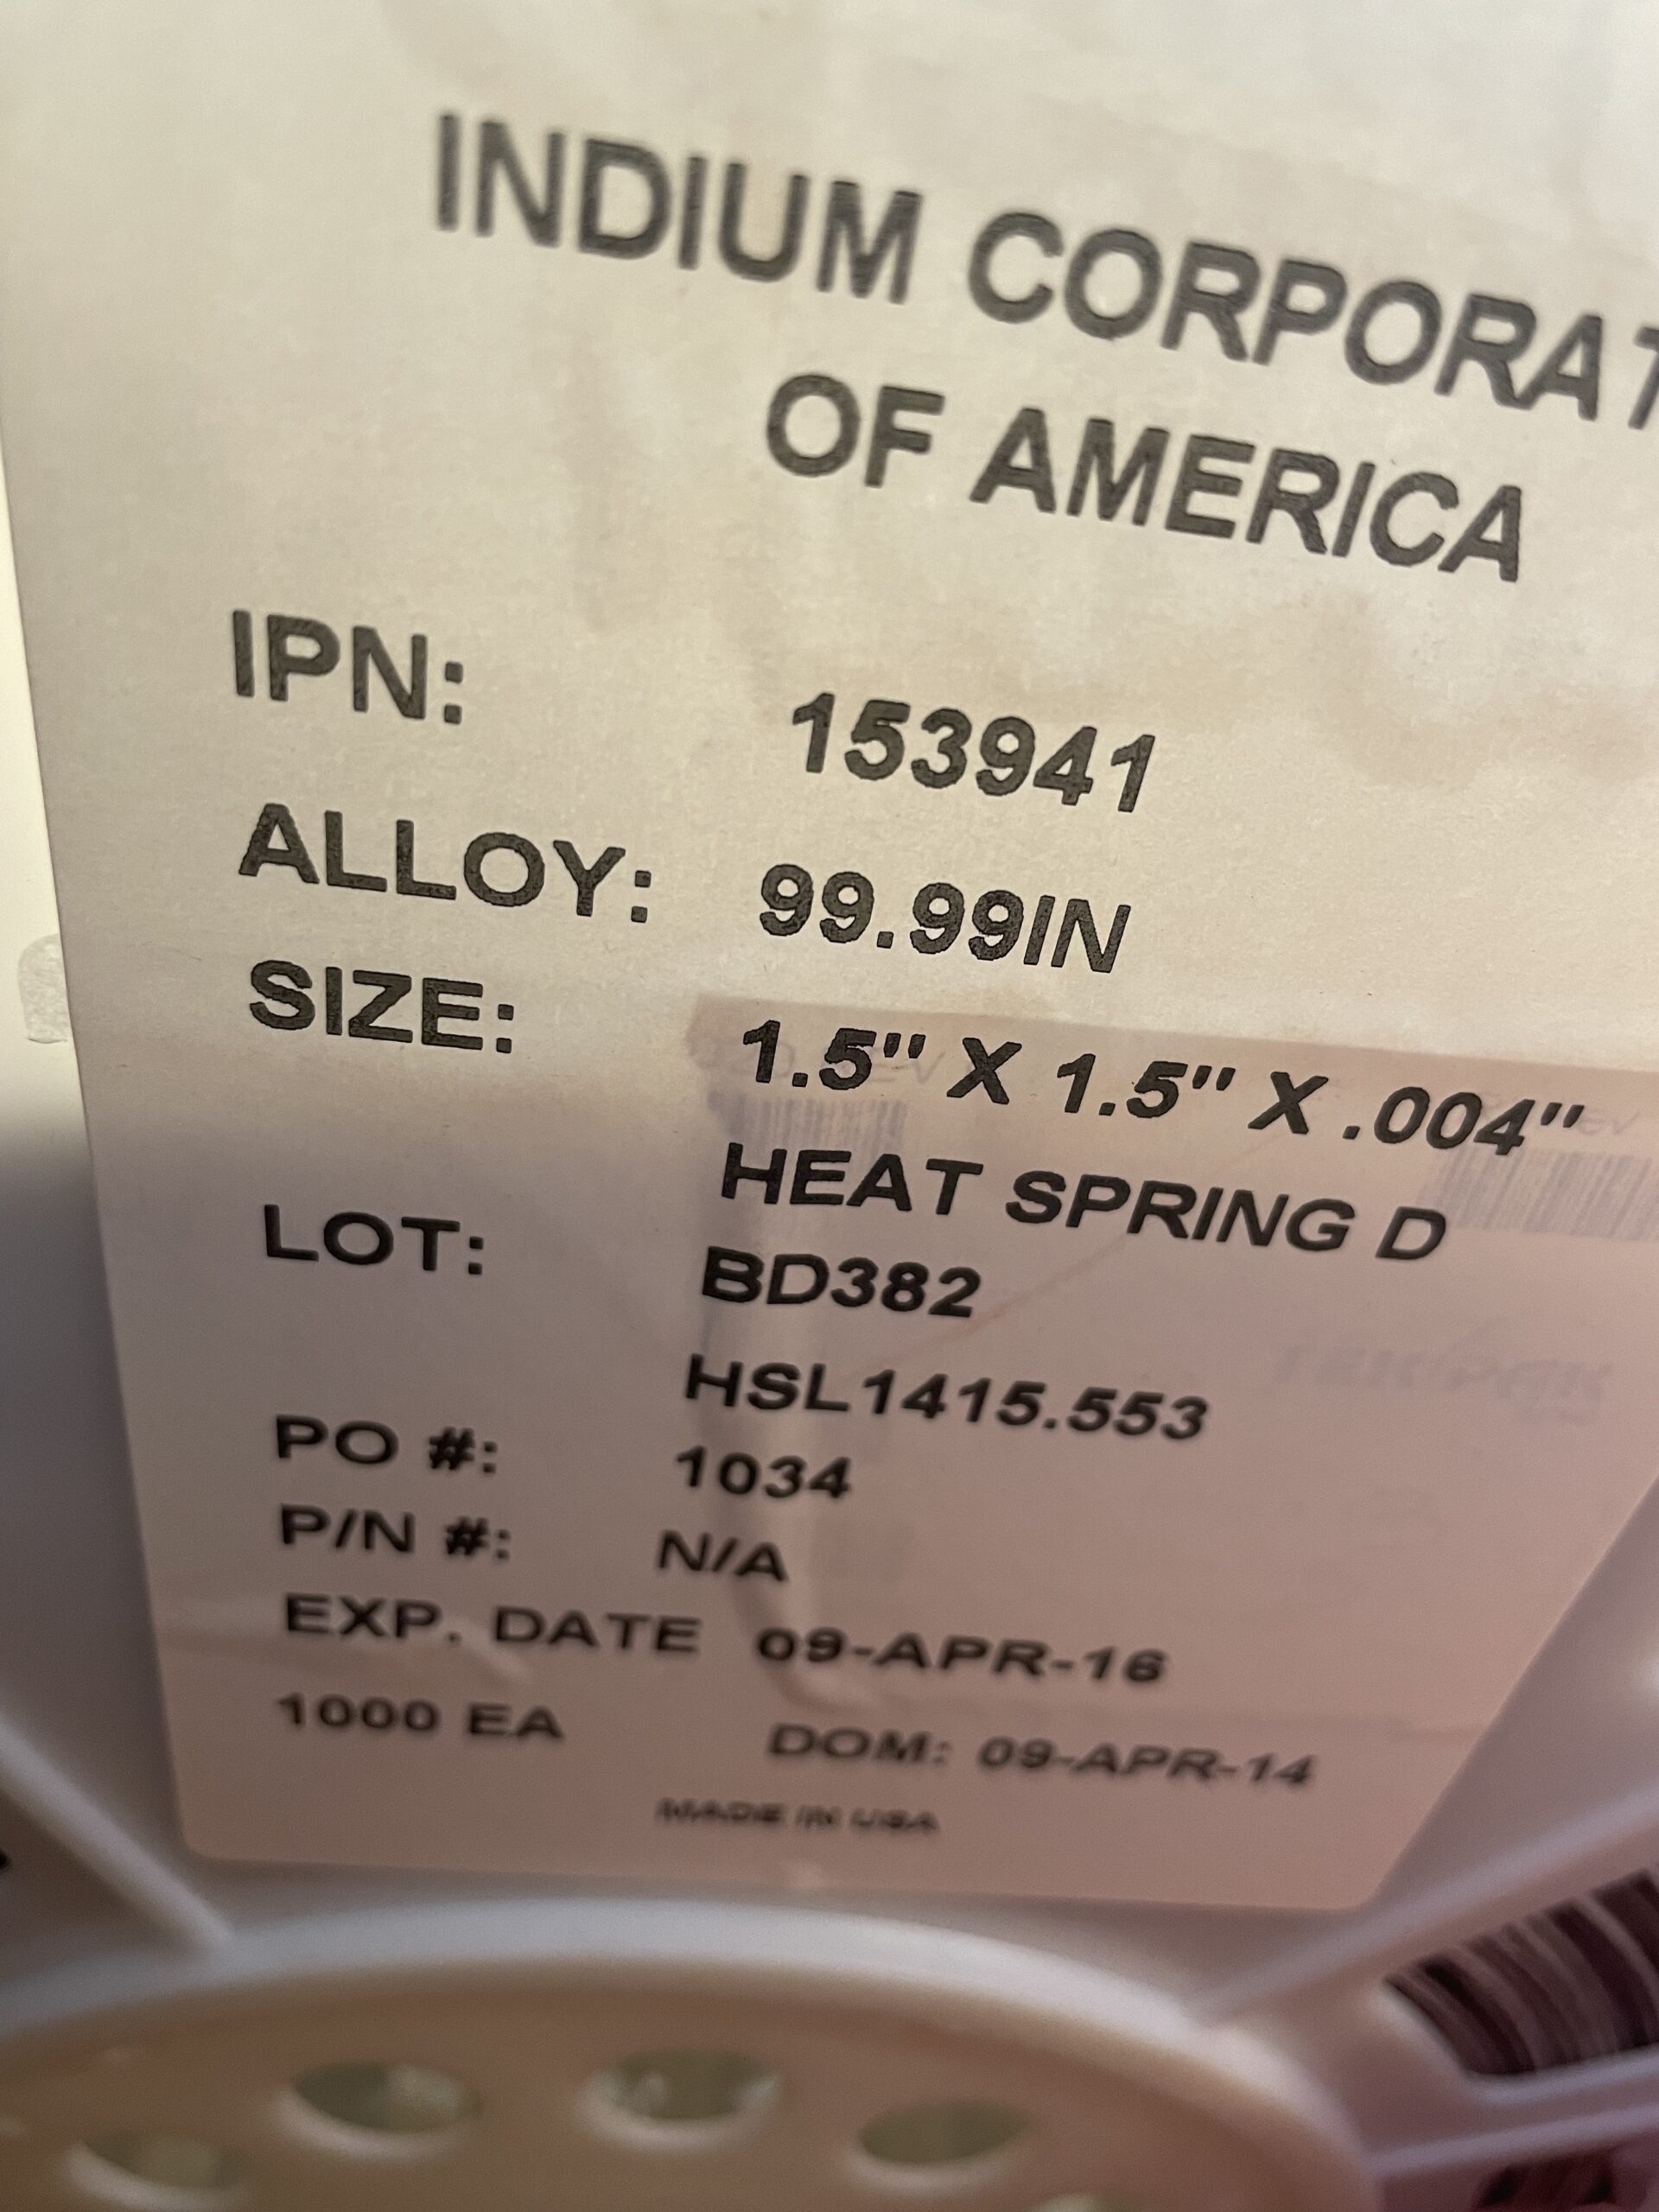 INDIUM CORPORAT
OF AMERICA
IPN: 153941
ALLOY: 99.99IN
SIZE: 1.5" X 1.5" X .004"
HEAT SPRING D
LOT: BD382
HSL1415.553
PO #: 1034
P/N #: N/A
EXP. DATE 09-APR-16
1000 EA DOM: 09-APR-14
MADE IN USA